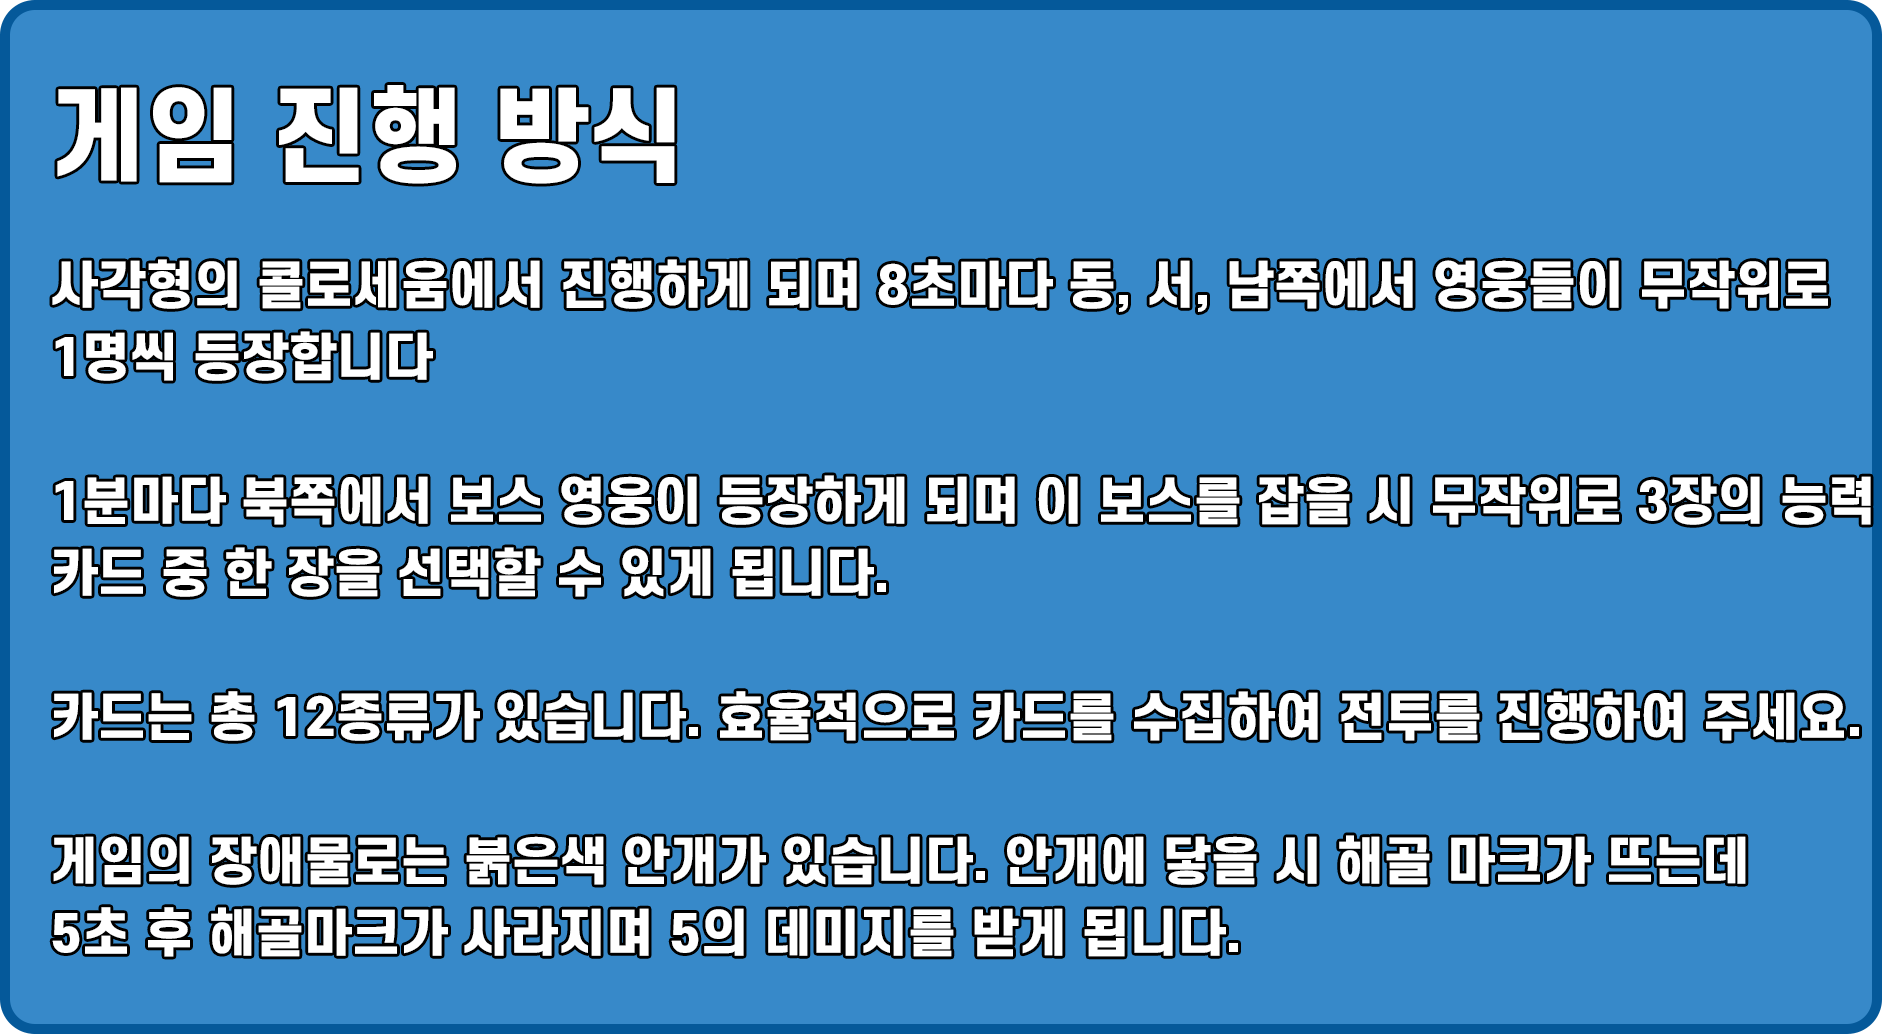 게임 진행 방식
사각형의 콜로세움에서 진행하게 되며 8초마다 동, 서, 남쪽에서 영웅들이 무작위로
1명씩 등장합니다
1분마다 북쪽에서 보스 영웅이 등장하게 되며 이 보스를 잡을 시 무작위로 3장의 능력
카드 중 한 장을 선택할 수 있게 됩니다.
카드는 총 12종류가 있습니다. 효율적으로 카드를 수집하여 전투를 진행하여 주세요.
게임의 장애물로는 붉은색 안개가 있습니다. 안개에 닿을 시 해골 마크가 뜨는데
5초 후 해골마크가 사라지며 5의 데미지를 받게 됩니다.